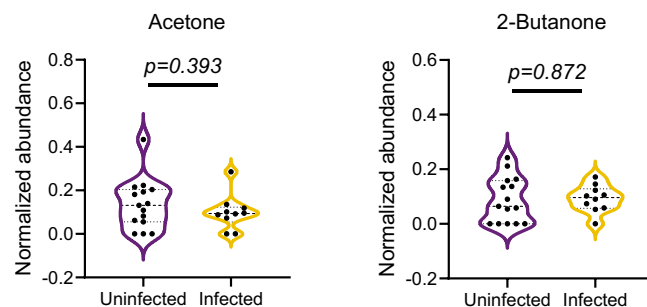 Acetone
Normalized abundance
0.8
0.6
0.4
0.2
0.0
-0.2
p=0.393
Uninfected Infected
2-Butanone
Normalized abundance
0.6
0.4
0.2
0.0
-0.2
p=0.872
Uninfected Infected